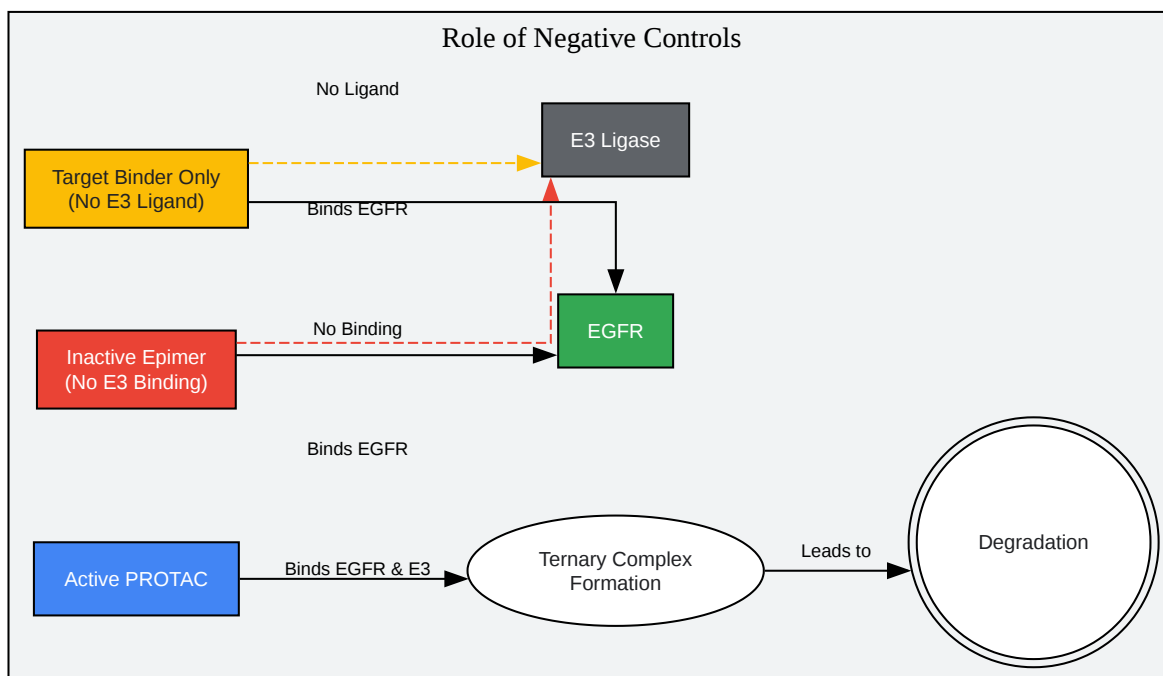 Role of Negative Controls
No Ligand
E3 Ligase
Target Binder Only
(No E3 Ligand)
Binds EGFR
No Binding
EGFR
Inactive Epimer
(No E3 Binding)
Binds EGFR
Active PROTAC
Binds EGFR & E3
Ternary Complex
Formation
Leads to
Degradation